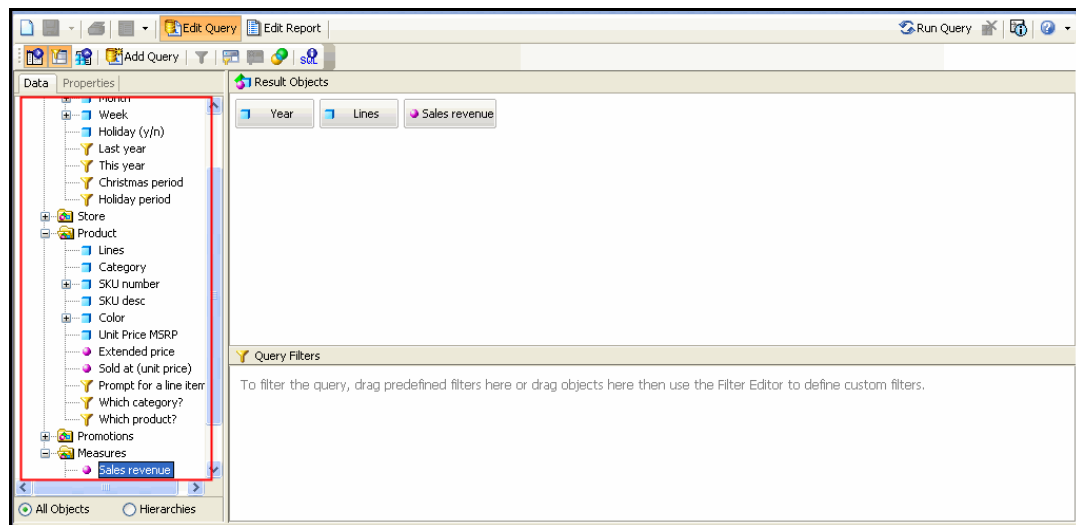 Edit Query Edit Report Run Query
Add Query SQL
Data Properties
Result Objects
Year Lines Sales revenue
Month
Week
Holiday (y/n)
Last year
This year
Christmas period
Holiday period
Store
Product
Lines
Category
SKU number
SKU desc
Color
Unit Price MSRP
Extended price
Sold at (unit price)
Prompt for a line item
Which category?
Which product?
Promotions
Measures
Sales revenue
All Objects Hierarchies
Query Filters
To filter the query, drag predefined filters here or drag objects here then use the Filter Editor to define custom filters.